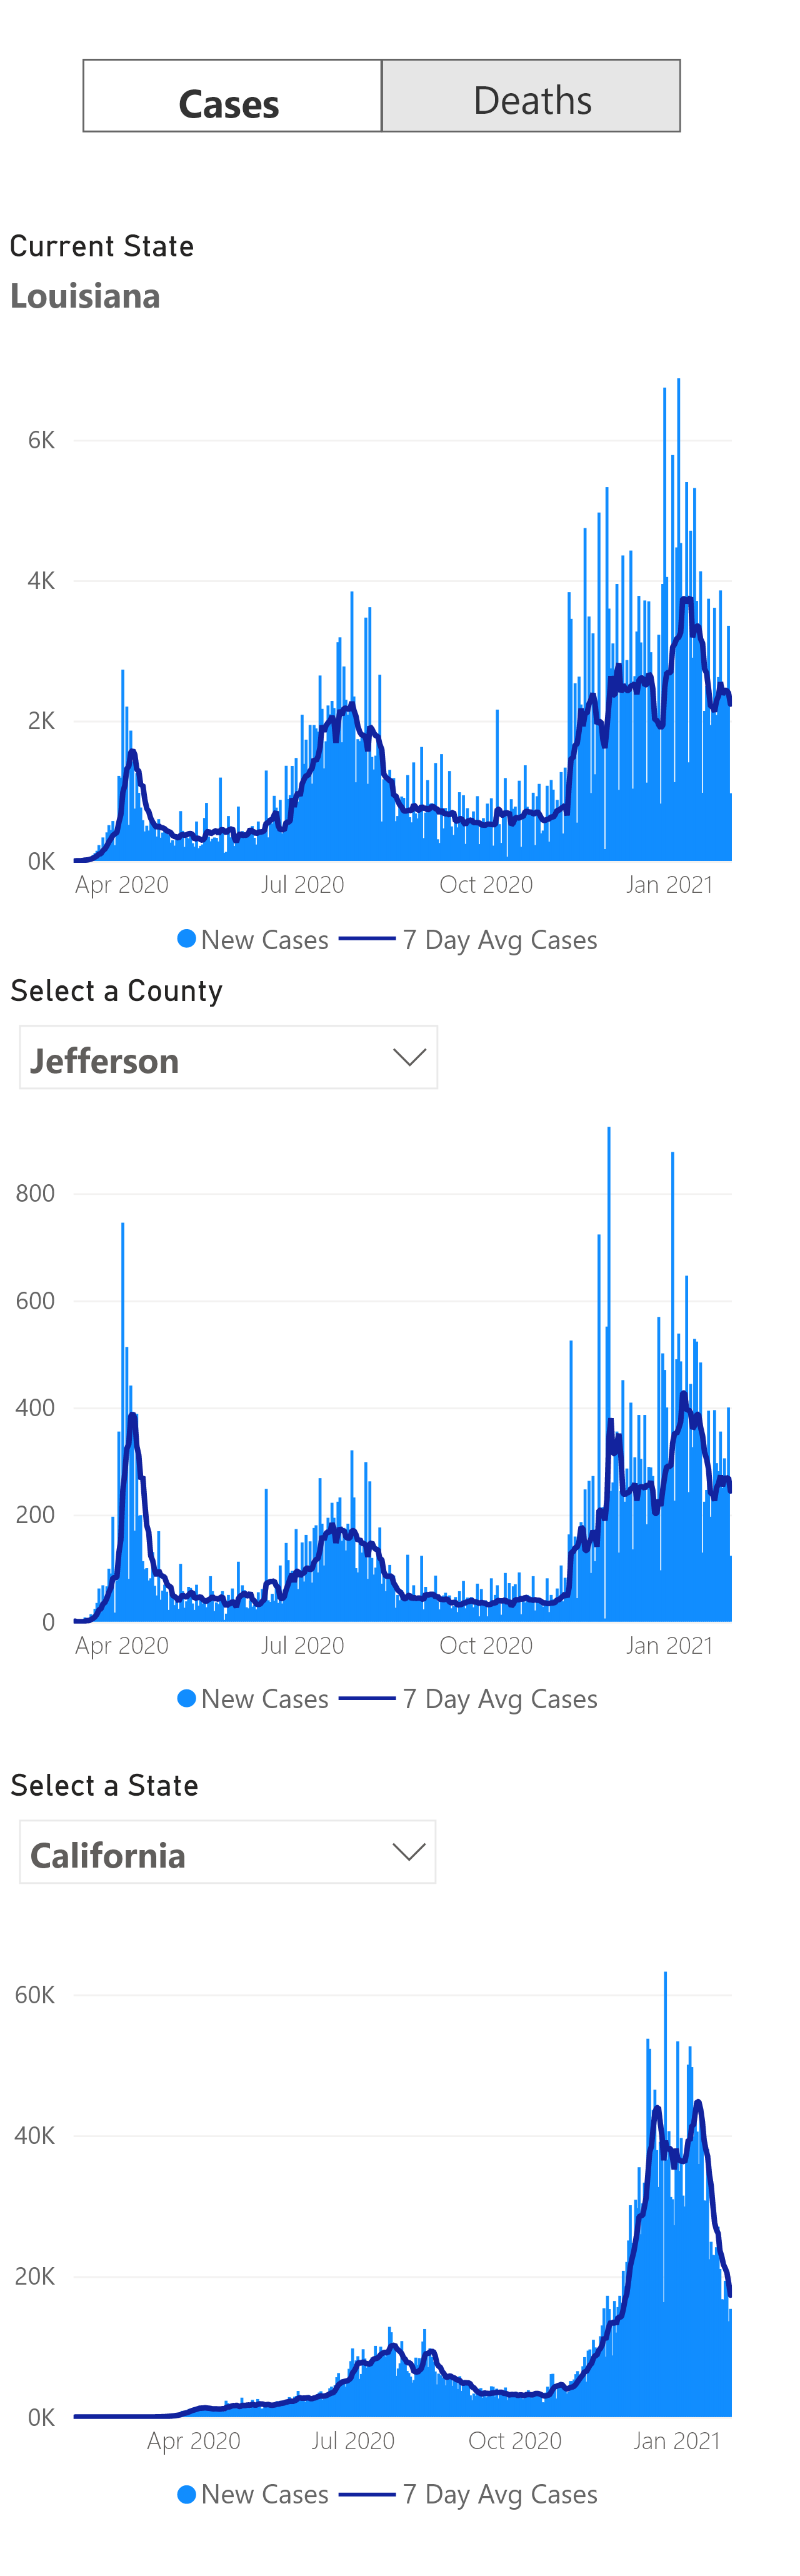 Cases Deaths
Current State
Louisiana
6K
4K
2K
0K
Apr 2020 Jul 2020 Oct 2020 Jan 2021
New Cases 7 Day Avg Cases
Select a County
Jefferson
800
600
400
200
0
Apr 2020 Jul 2020 Oct 2020 Jan 2021
New Cases 7 Day Avg Cases
Select a State
California
60K
40K
20K
0K
Apr 2020 Jul 2020 Oct 2020 Jan 2021
New Cases 7 Day Avg Cases